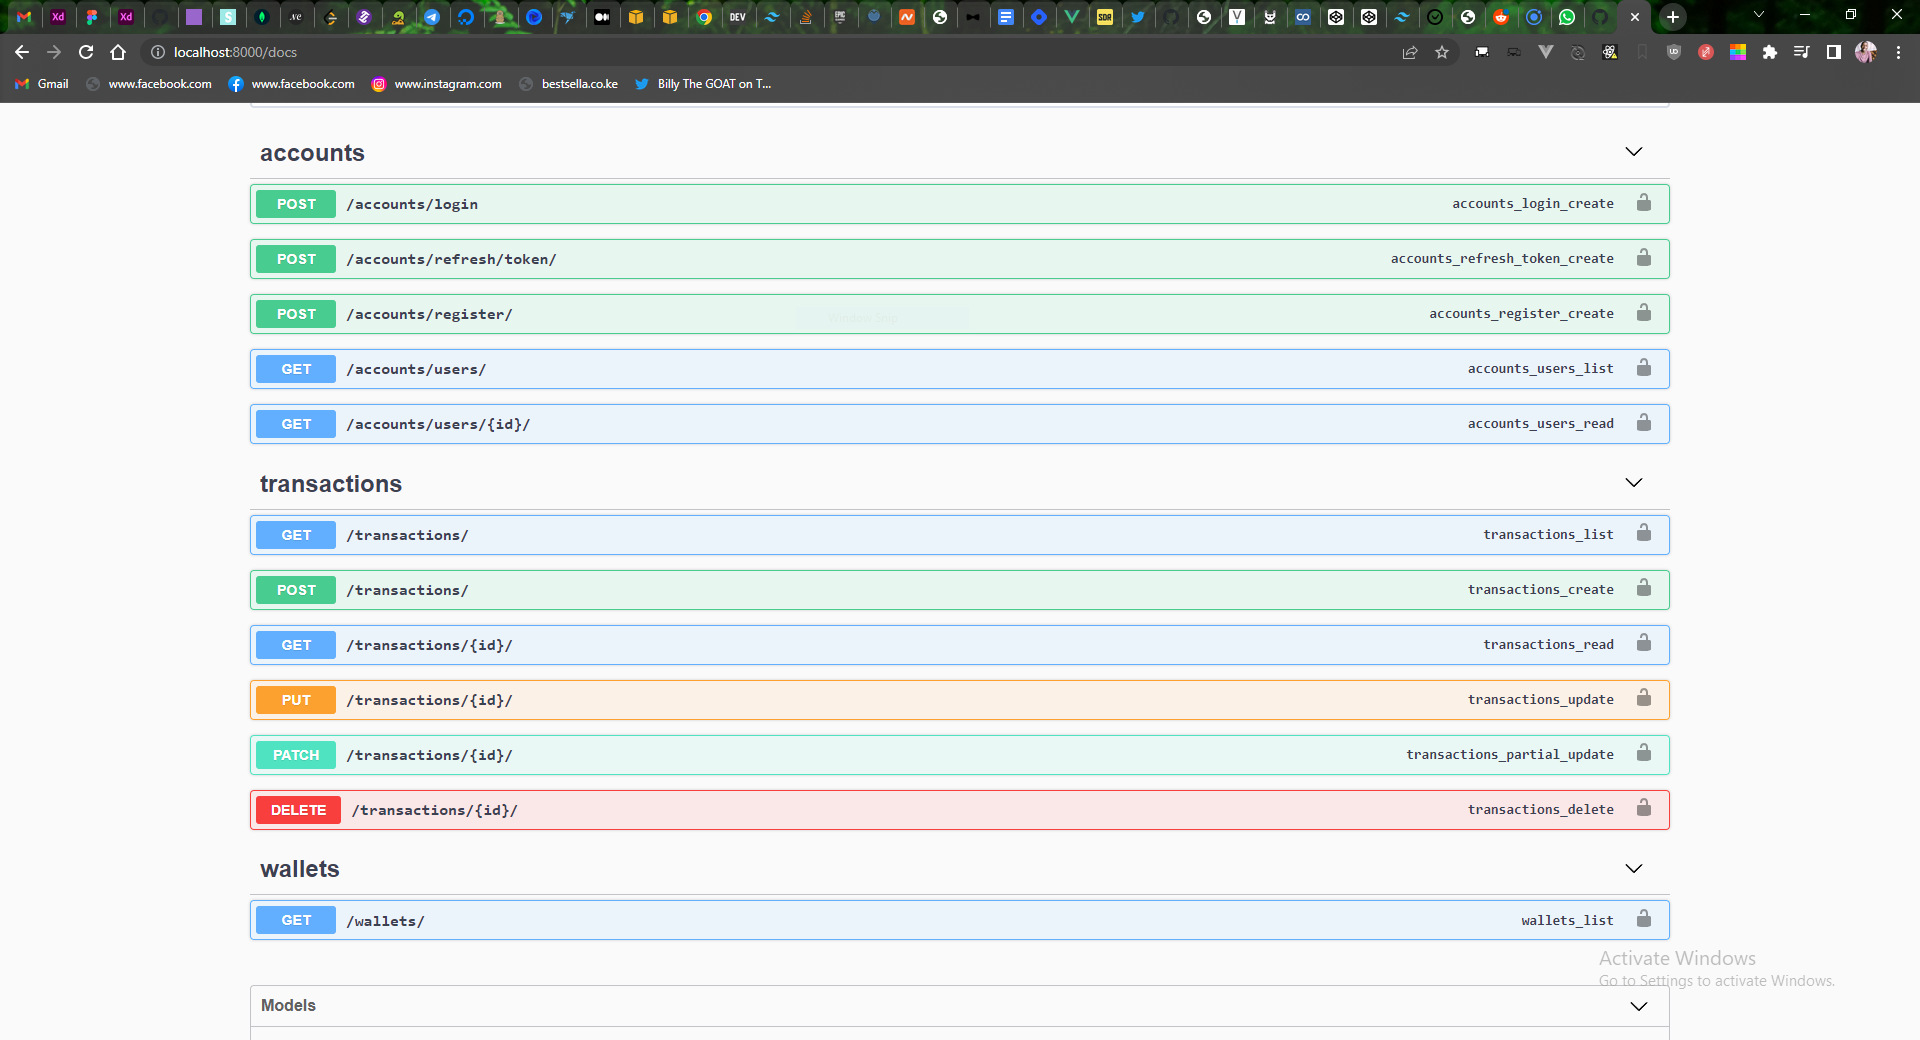 localhost:8000/docs
Gmail www.facebook.com www.facebook.com www.instagram.com bestsella.co.ke Billy The GOAT on T...
accounts
POST /accounts/login accounts_login_create
POST /accounts/refresh/token/ accounts_refresh_token_create
POST /accounts/register/ accounts_register_create
GET /accounts/users/ accounts_users_list
GET /accounts/users/{id}/ accounts_users_read
transactions
GET /transactions/ transactions_list
POST /transactions/ transactions_create
GET /transactions/{id}/ transactions_read
PUT /transactions/{id}/ transactions_update
PATCH /transactions/{id}/ transactions_partial_update
DELETE /transactions/{id}/ transactions_delete
wallets
GET /wallets/ wallets_list
Activate Windows
Go to Settings to activate Windows.
Models